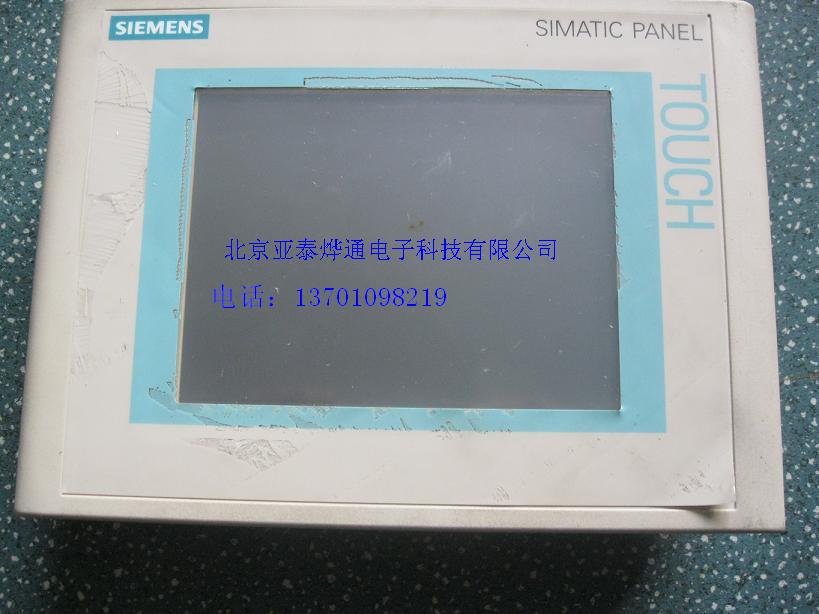 SIEMENS
SIMATIC PANEL
TOUCH
北京亚泰烨通电子科技有限公司
电话：13701098219